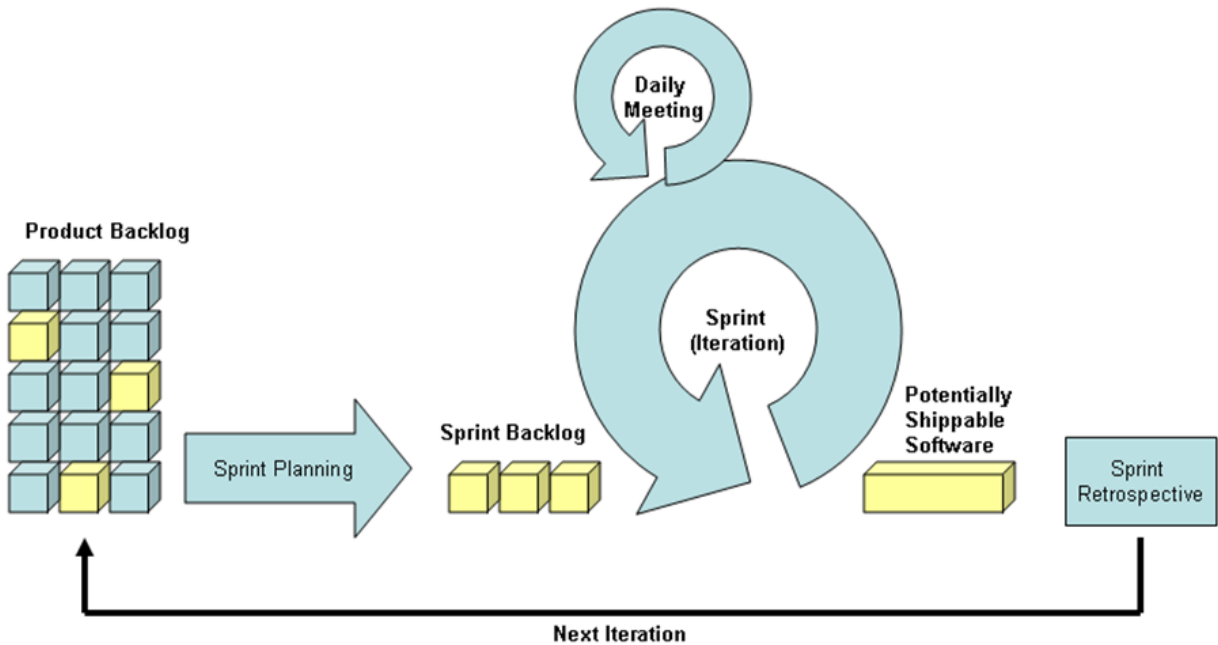 Daily
Meeting
Product Backlog
Sprint
(Iteration)
Potentially
Shippable
Software
Sprint Backlog
Sprint Planning
Sprint
Retrospective
Next Iteration